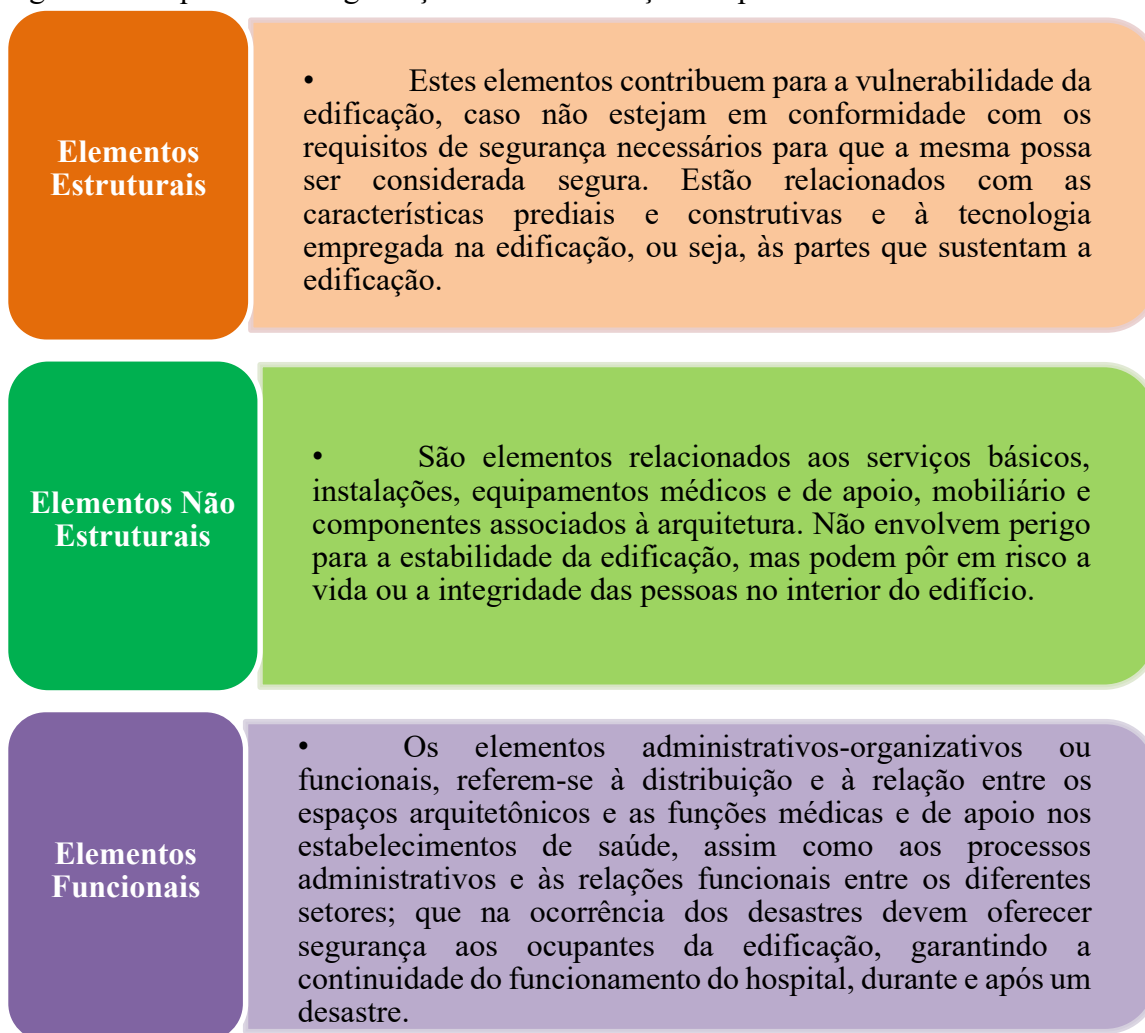 Elementos
Estruturais
• Estes elementos contribuem para a vulnerabilidade da
edificação, caso não estejam em conformidade com os
requisitos de segurança necessários para que a mesma possa
ser considerada segura. Estão relacionados com as
características prediais e construtivas e à tecnologia
empregada na edificação, ou seja, às partes que sustentam a
edificação.
Elementos Não
Estruturais
• São elementos relacionados aos serviços básicos,
instalações, equipamentos médicos e de apoio, mobiliário e
componentes associados à arquitetura. Não envolvem perigo
para a estabilidade da edificação, mas podem pôr em risco a
vida ou a integridade das pessoas no interior do edifício.
Elementos
Funcionais
• Os elementos administrativos-organizativos ou
funcionais, referem-se à distribuição e à relação entre os
espaços arquitetônicos e as funções médicas e de apoio nos
estabelecimentos de saúde, assim como aos processos
administrativos e às relações funcionais entre os diferentes
setores; que na ocorrência dos desastres devem oferecer
segurança aos ocupantes da edificação, garantindo a
continuidade do funcionamento do hospital, durante e após um
desastre.